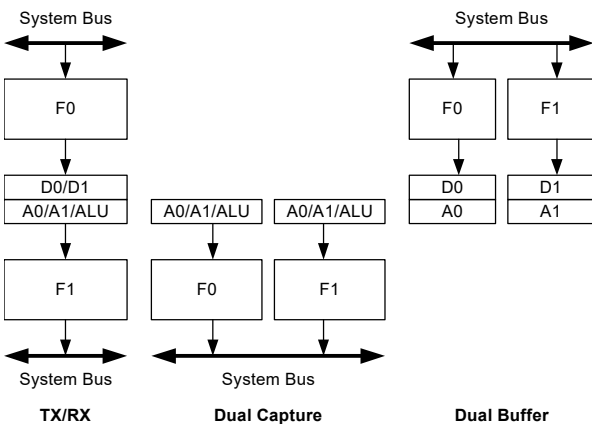 System Bus
F0
D0/D1
A0/A1/ALU
F1
System Bus
TX/RX
A0/A1/ALU
A0/A1/ALU
F0
F1
System Bus
Dual Capture
System Bus
F0
F1
D0
D1
A0
A1
Dual Buffer